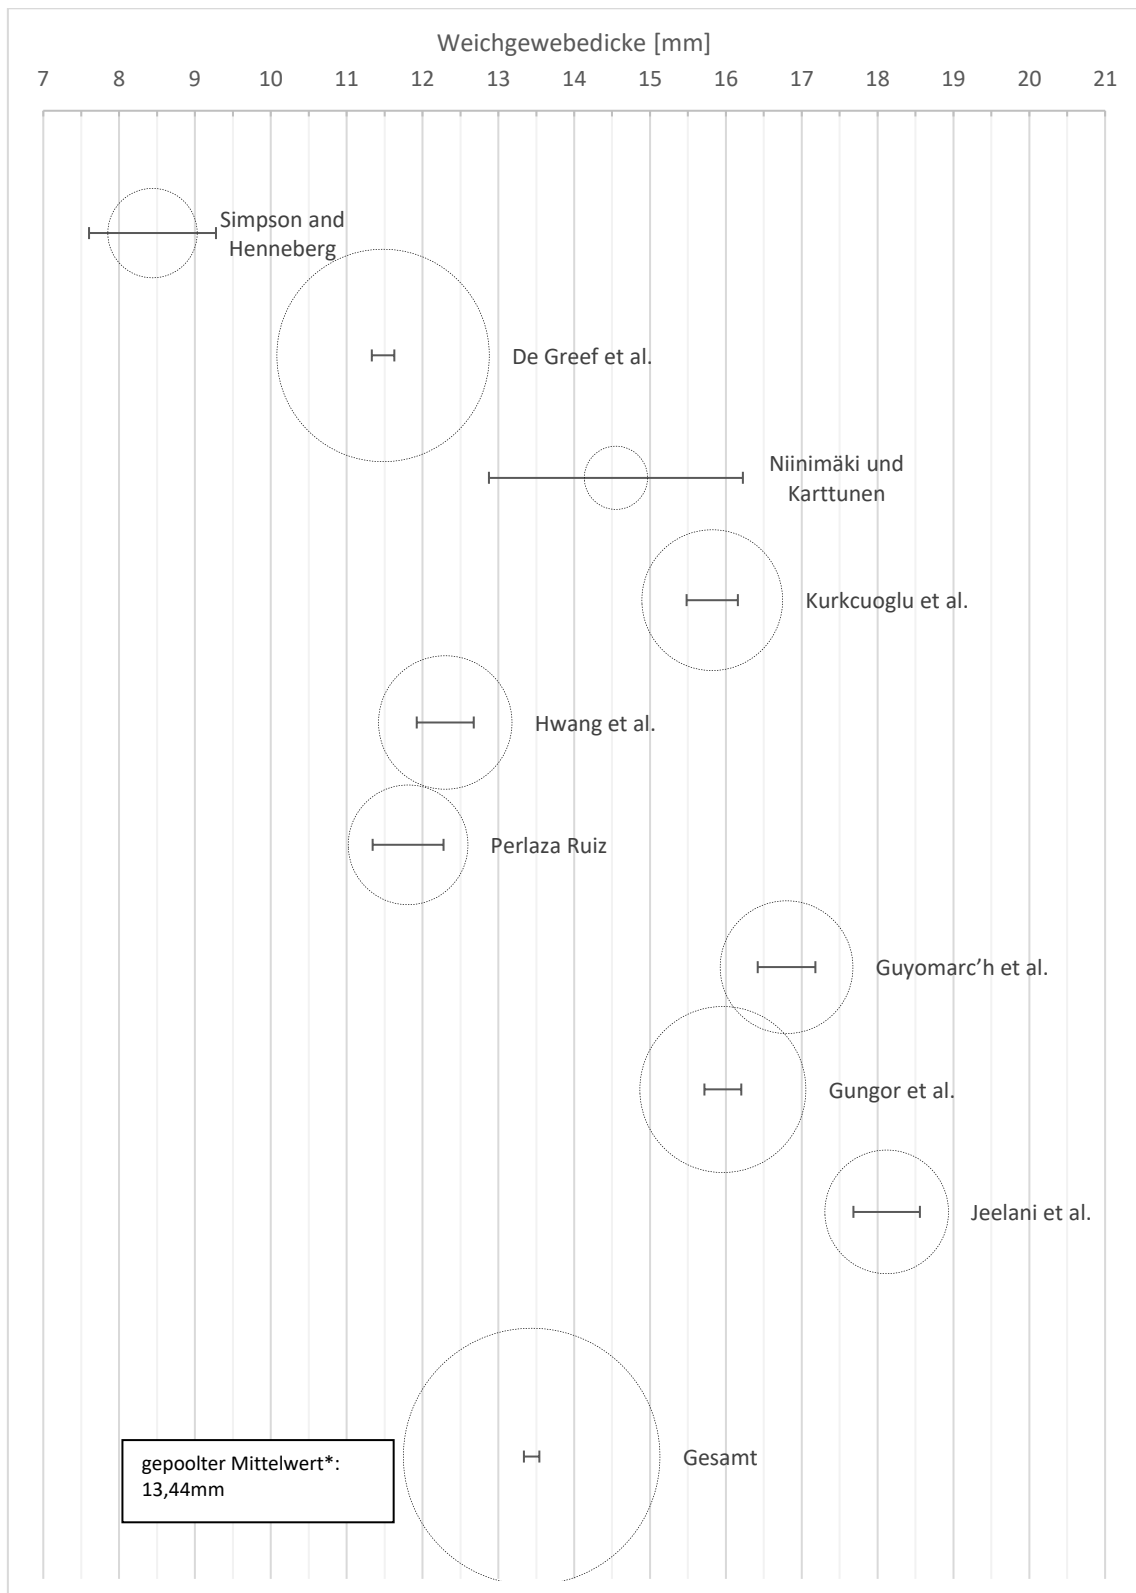 Weichgewebedicke [mm]
7 8 9 10 11 12 13 14 15 16 17 18 19 20 21
Simpson and
Henneberg
De Greef et al.
Niinimäki und
Karttunen
Kurkcuoglu et al.
Hwang et al.
Perlaza Ruiz
Guyomarc’h et al.
Gungor et al.
Jeelani et al.
Gesamt
gepoolter Mittelwert*:
13,44mm